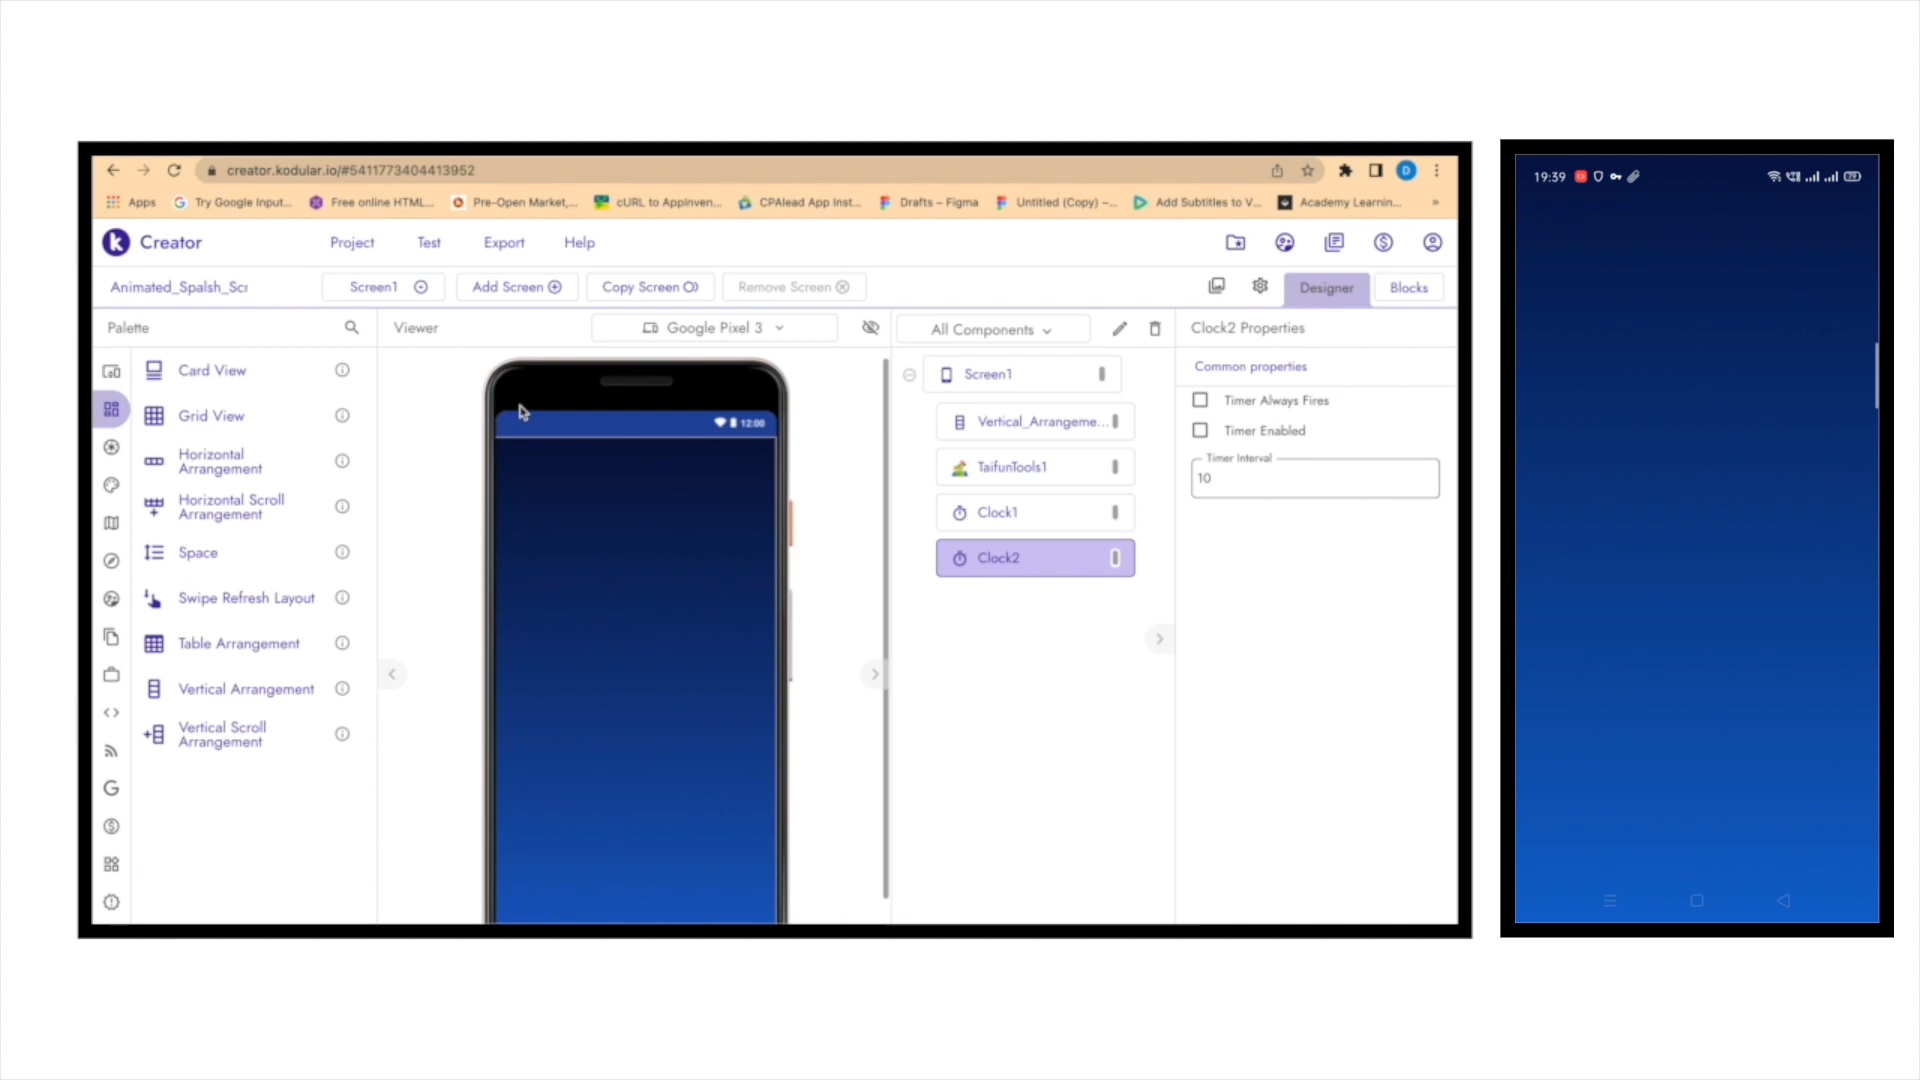 creator.kodular.io/#5411773404413952
Apps
Try Google Input...
Free online HTML...
Pre-Open Market,...
cURL to AppInven...
CPAlead App Inst...
Drafts – Figma
Untitled (Copy) –...
Add Subtitles to V...
Academy Learnin...
»
k Creator
Project
Test
Export
Help
Animated_Spalsh_Scr
Screen1
Add Screen
Copy Screen
Remove Screen
Designer
Blocks
Palette
Viewer
Google Pixel 3
All Components
Clock2 Properties
Card View
Grid View
Horizontal
Arrangement
Horizontal Scroll
Arrangement
Space
Swipe Refresh Layout
Table Arrangement
Vertical Arrangement
Vertical Scroll
Arrangement
12:00
Screen1
Vertical_Arrangeme...
TaifunTools1
Clock1
Clock2
Common properties
Timer Always Fires
Timer Enabled
Timer Interval
10
D
19:39